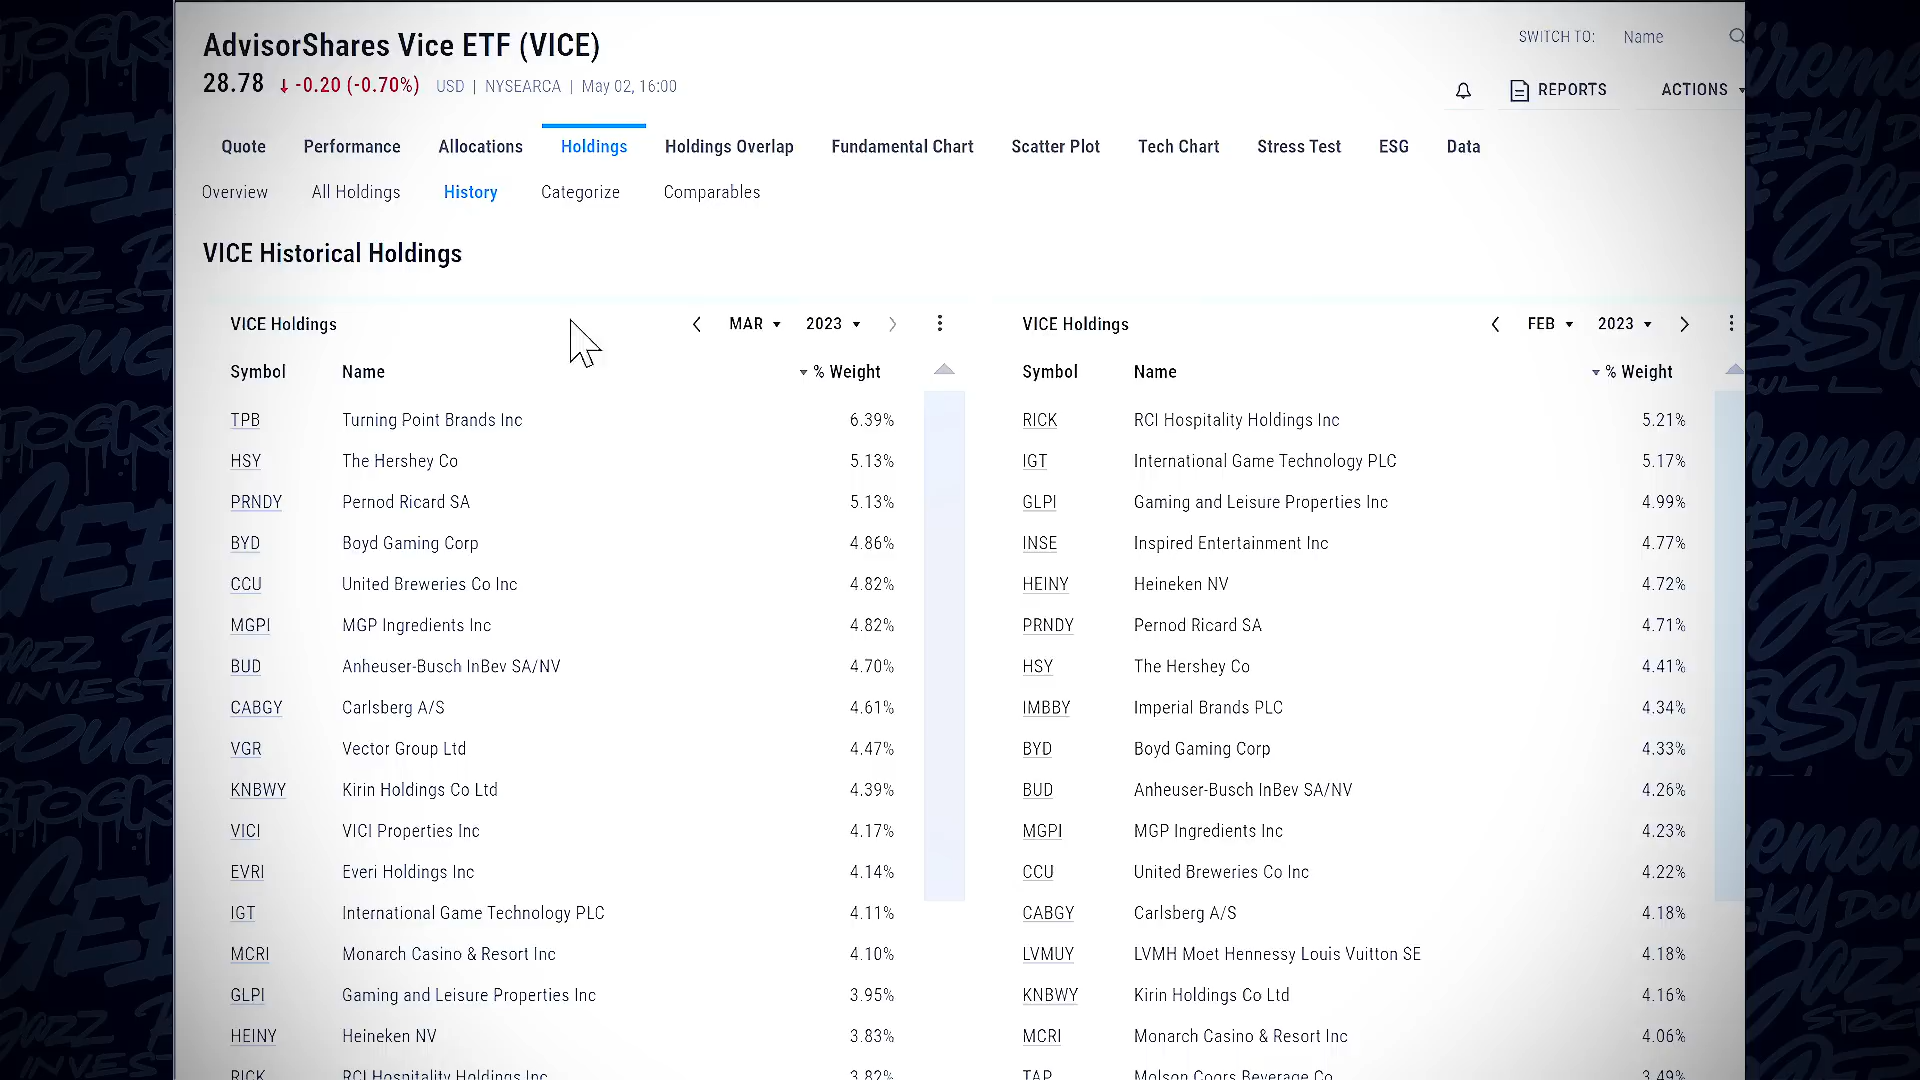 AdvisorShares Vice ETF (VICE)
28.78 ↓ -0.20 (-0.70%) USD | NYSEARCA | May 02, 16:00
SWITCH TO: Name
REPORTS ACTIONS
Quote Performance Allocations Holdings Holdings Overlap Fundamental Chart Scatter Plot Tech Chart Stress Test ESG Data
Overview All Holdings History Categorize Comparables
VICE Historical Holdings
VICE Holdings MAR 2023
Symbol Name % Weight
TPB Turning Point Brands Inc 6.39%
HSY The Hershey Co 5.13%
PRNDY Pernod Ricard SA 5.13%
BYD Boyd Gaming Corp 4.86%
CCU United Breweries Co Inc 4.82%
MGPI MGP Ingredients Inc 4.82%
BUD Anheuser-Busch InBev SA/NV 4.70%
CABGY Carlsberg A/S 4.61%
VGR Vector Group Ltd 4.47%
KNBWY Kirin Holdings Co Ltd 4.39%
VICI VICI Properties Inc 4.17%
EVRI Everi Holdings Inc 4.14%
IGT International Game Technology PLC 4.11%
MCRI Monarch Casino & Resort Inc 4.10%
GLPI Gaming and Leisure Properties Inc 3.95%
HEINY Heineken NV 3.83%
RICK RCI Hospitality Holdings Inc 3.82%
VICE Holdings FEB 2023
Symbol Name % Weight
RICK RCI Hospitality Holdings Inc 5.21%
IGT International Game Technology PLC 5.17%
GLPI Gaming and Leisure Properties Inc 4.99%
INSE Inspired Entertainment Inc 4.77%
HEINY Heineken NV 4.72%
PRNDY Pernod Ricard SA 4.71%
HSY The Hershey Co 4.41%
IMBBY Imperial Brands PLC 4.34%
BYD Boyd Gaming Corp 4.33%
BUD Anheuser-Busch InBev SA/NV 4.26%
MGPI MGP Ingredients Inc 4.23%
CCU United Breweries Co Inc 4.22%
CABGY Carlsberg A/S 4.18%
LVMUY LVMH Moet Hennessy Louis Vuitton SE 4.18%
KNBWY Kirin Holdings Co Ltd 4.16%
MCRI Monarch Casino & Resort Inc 4.06%
TAP Molson Coors Beverage Co 3.49%